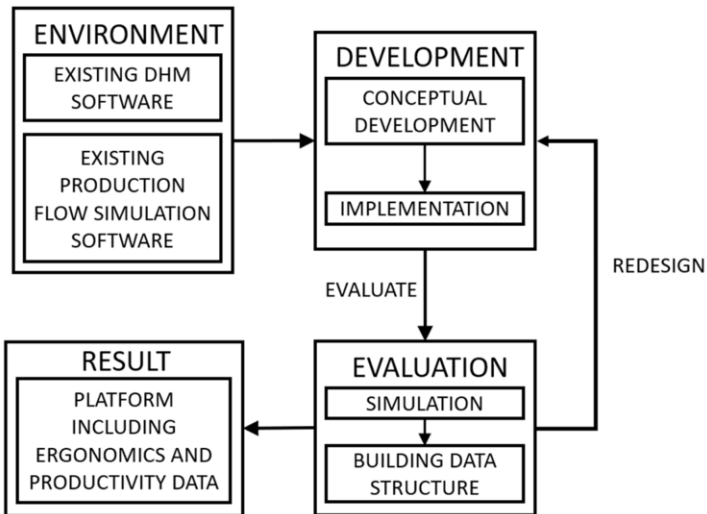 ENVIRONMENT
EXISTING DHM
SOFTWARE
EXISTING
PRODUCTION
FLOW SIMULATION
SOFTWARE
DEVELOPMENT
CONCEPTUAL
DEVELOPMENT
IMPLEMENTATION
EVALUATE
REDESIGN
EVALUATION
SIMULATION
BUILDING DATA
STRUCTURE
RESULT
PLATFORM
INCLUDING
ERGONOMICS AND
PRODUCTIVITY DATA